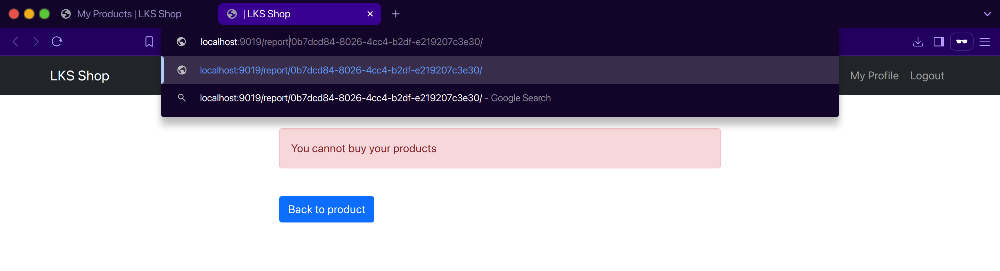 My Products | LKS Shop
| LKS Shop
localhost:9019/report/0b7dcd84-8026-4cc4-b2df-e219207c3e30/
localhost:9019/report/0b7dcd84-8026-4cc4-b2df-e219207c3e30/
LKS Shop
My Profile
Logout
localhost:9019/report/0b7dcd84-8026-4cc4-b2df-e219207c3e30/ - Google Search
You cannot buy your products
Back to product